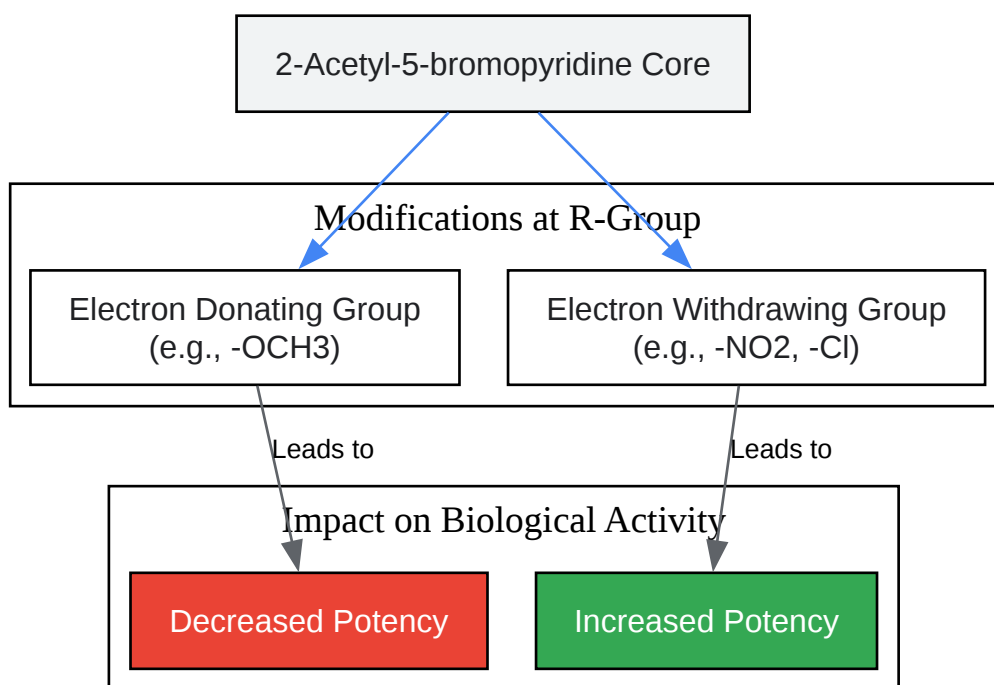 2-Acetyl-5-bromopyridine Core
Modifications at R-Group
Electron Donating Group
(e.g., -OCH3)
Electron Withdrawing Group
(e.g., -NO2, -Cl)
Leads to
Leads to
Impact on Biological Activity
Decreased Potency
Increased Potency